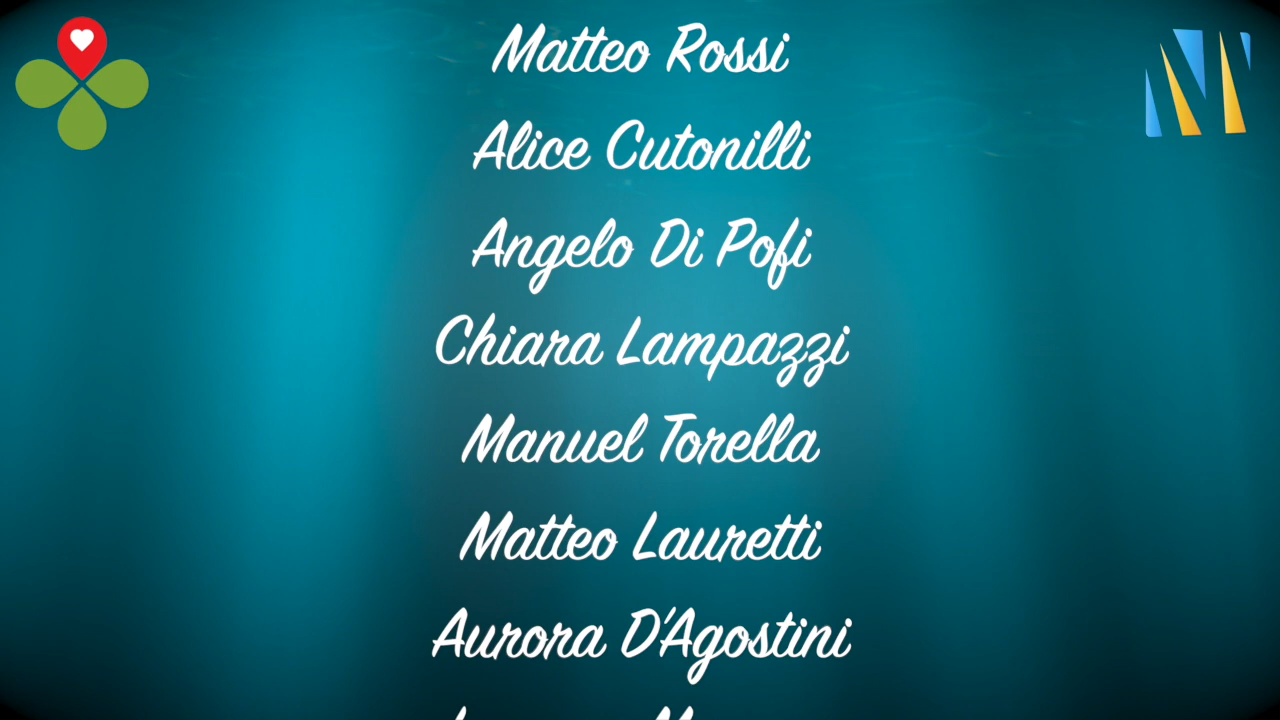 Matteo Rossi
Alice Cutonilli
Angelo Di Pofi
Chiara Lampazzi
Manuel Torella
Matteo Lauretti
Aurora D'Agostini